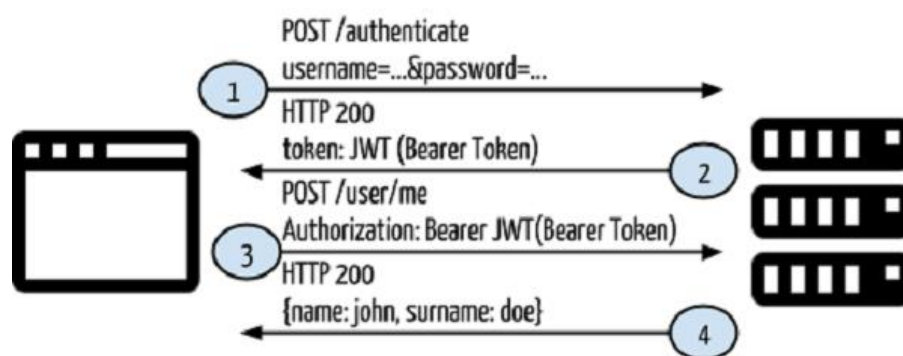 POST /authenticate
username=...&password=...
1
HTTP 200
token: JWT (Bearer Token)
2
POST /user/me
Authorization: Bearer JWT(Bearer Token)
3
HTTP 200
{name: john, surname: doe}
4